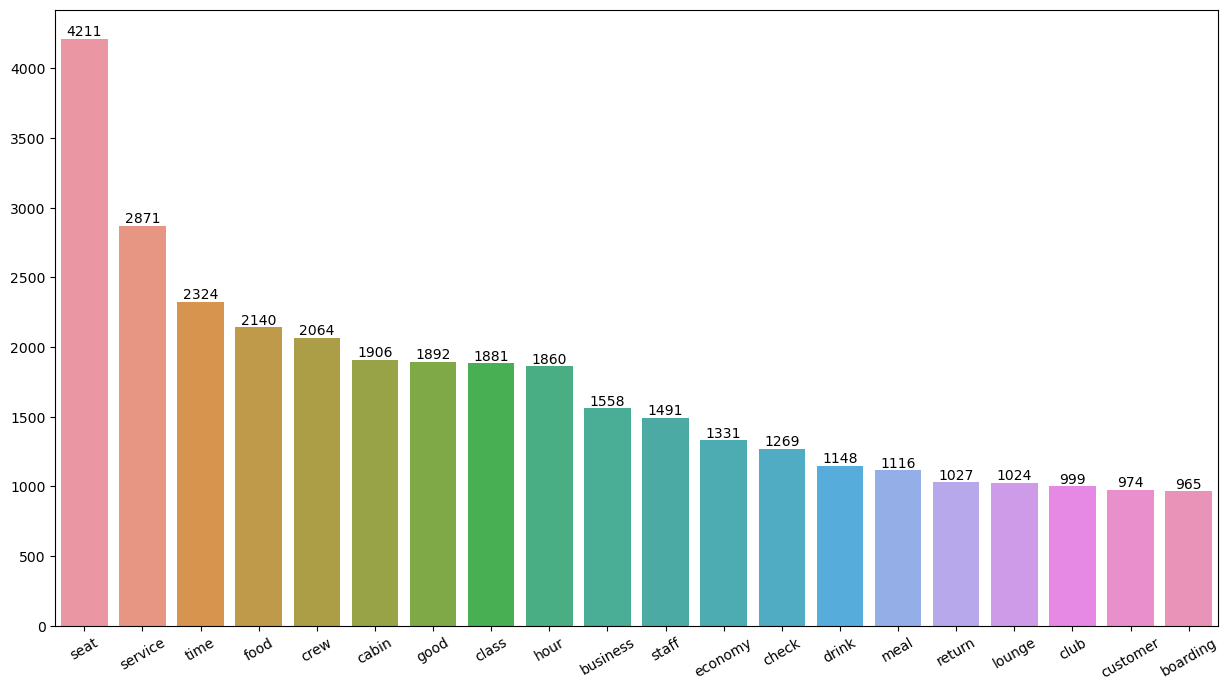 4211
2871
2324
2140
2064
1906
1892
1881
1860
1558
1491
1331
1269
1148
1116
1027
1024
999
974
965
4000
3500
3000
2500
2000
1500
1000
500
0
seat
service
time
food
crew
cabin
good
class
hour
business
staff
economy
check
drink
meal
return
lounge
club
customer
boarding